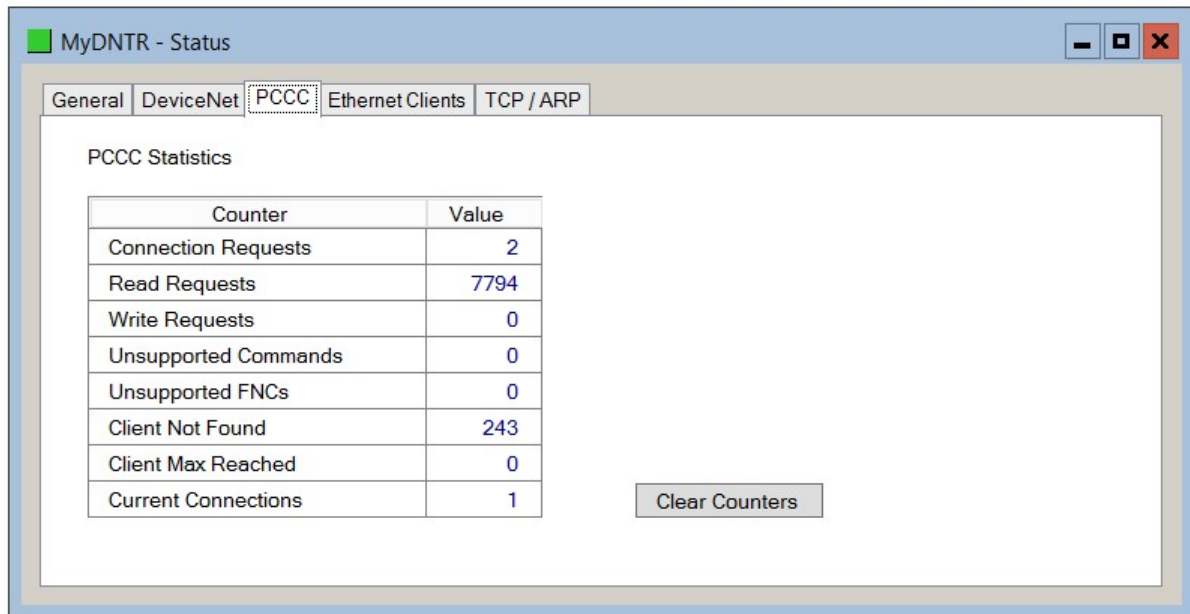 MyDNTR - Status
General DeviceNet PCCC Ethernet Clients TCP / ARP
PCCC Statistics
Counter Value
Connection Requests 2
Read Requests 7794
Write Requests 0
Unsupported Commands 0
Unsupported FNCs 0
Client Not Found 243
Client Max Reached 0
Current Connections 1
Clear Counters